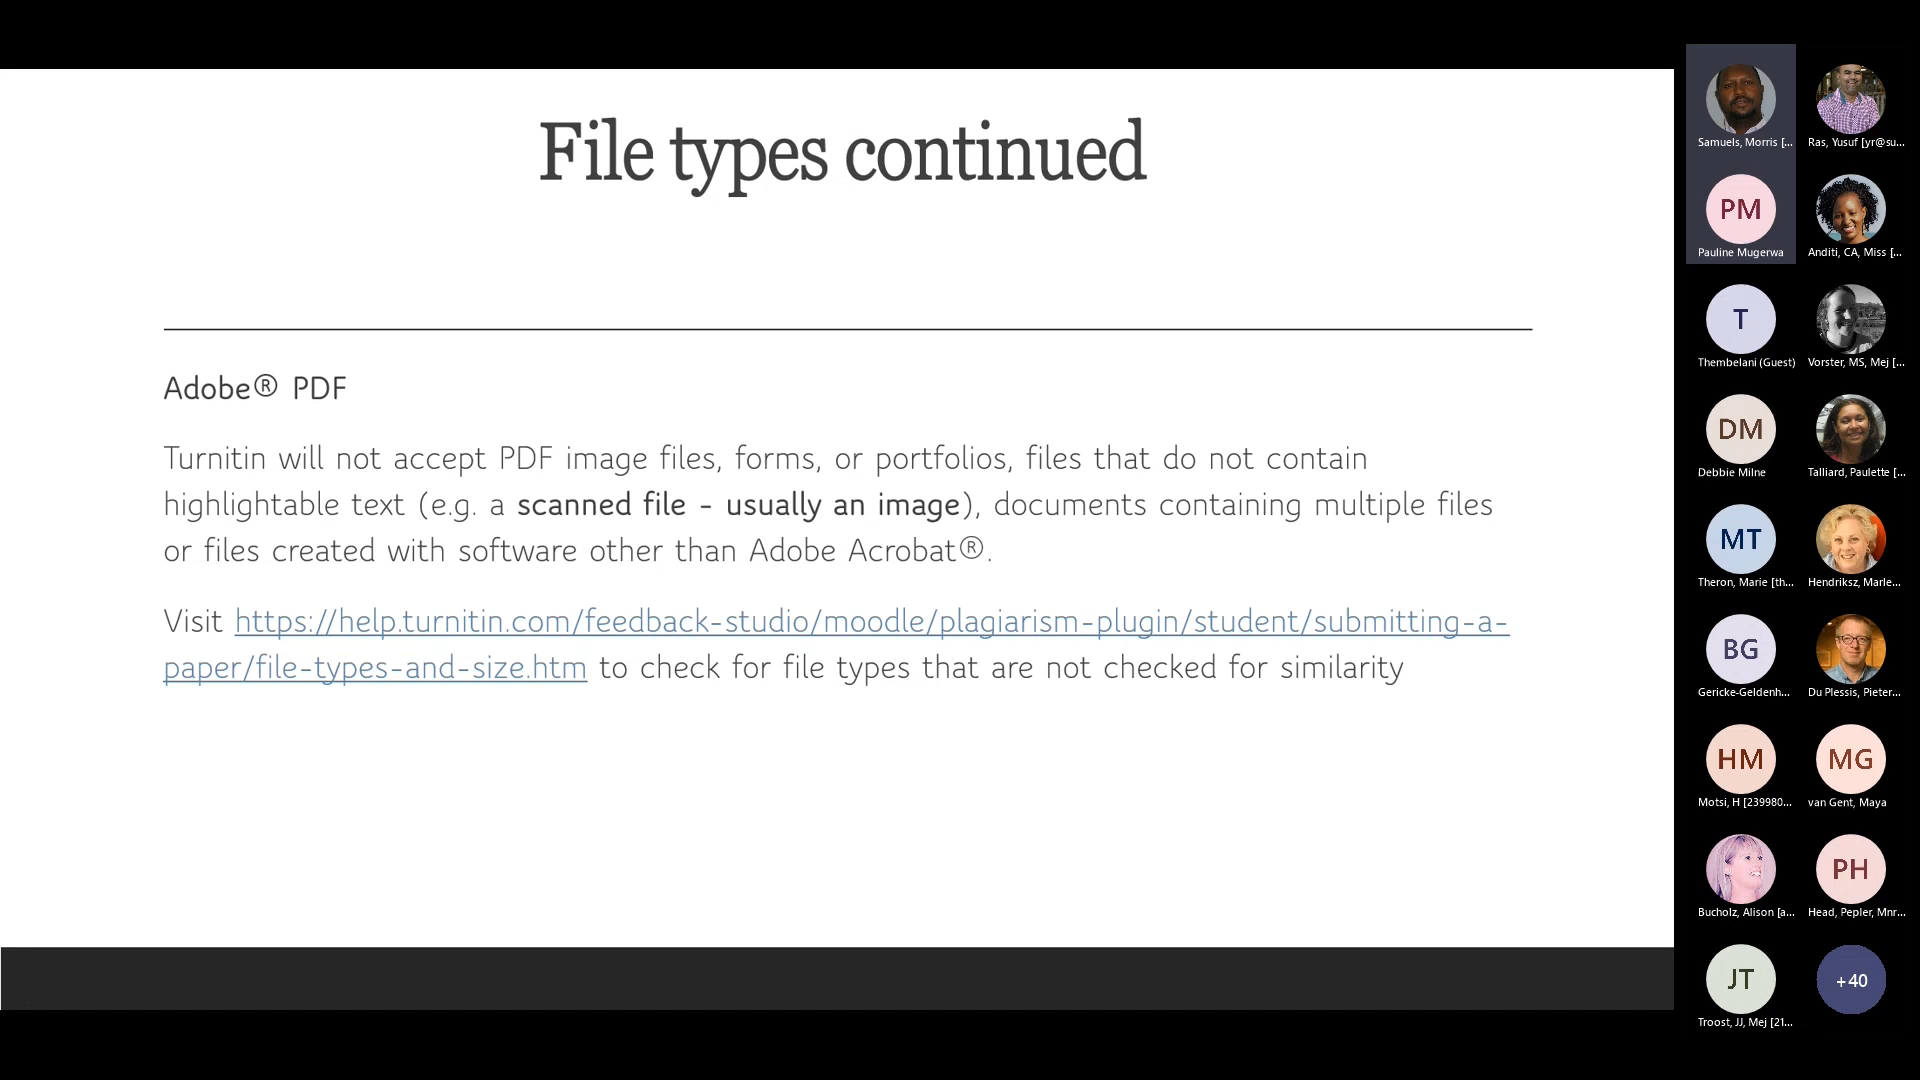 File types continued
Adobe® PDF
Turnitin will not accept PDF image files, forms, or portfolios, files that do not contain
highlightable text (e.g. a scanned file - usually an image), documents containing multiple files
or files created with software other than Adobe Acrobat®.
Visit https://help.turnitin.com/feedback-studio/moodle/plagiarism-plugin/student/submitting-a-
paper/file-types-and-size.htm to check for file types that are not checked for similarity
Samuels, Morris [...
Ras, Yusuf [yr@su...
PM
Pauline Mugerwa
Anditi, CA, Miss [...
T
Thembelani (Guest)
Vorster, MS, Mej [...
DM
Debbie Milne
Talliard, Paulette [...
MT
Theron, Marie [th...
Hendriksz, Marle...
BG
Gericke-Geldenh...
Du Plessis, Pieter...
HM
Motsi, H [239980...
MG
van Gent, Maya
Bucholz, Alison [a...
PH
Head, Pepler, Mnr...
JT
Troost, JJ, Mej [21...
+40